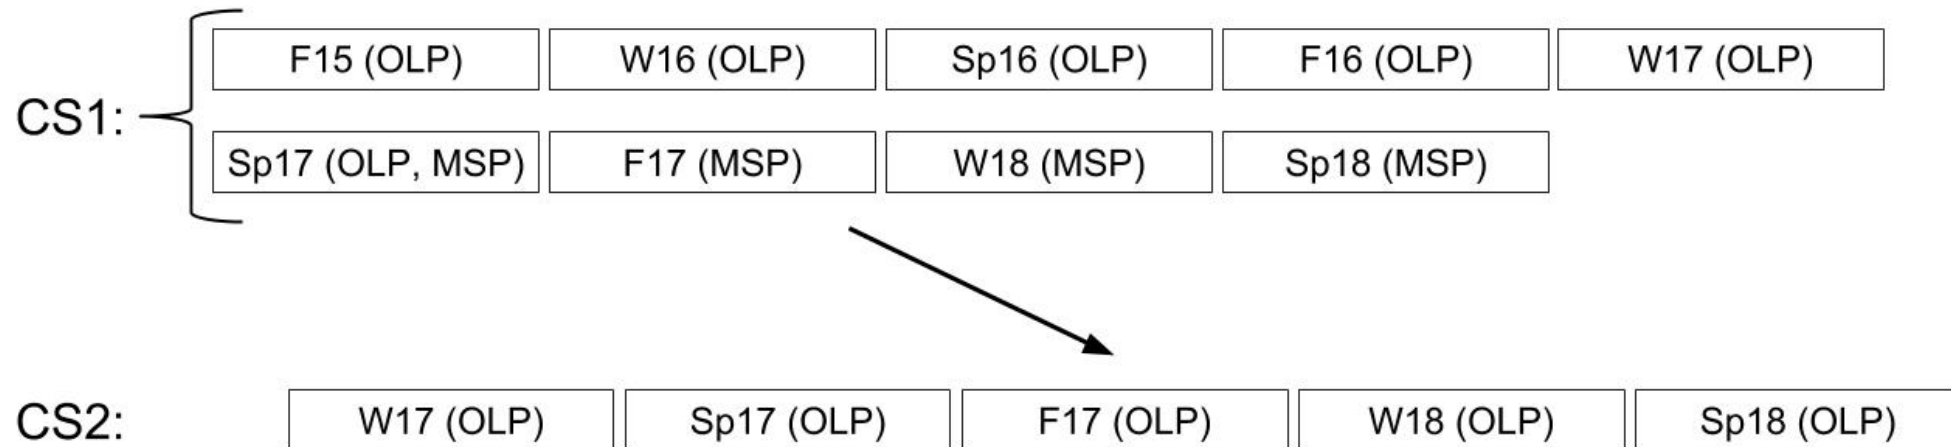 CS1:
F15 (OLP) W16 (OLP) Sp16 (OLP) F16 (OLP) W17 (OLP)
Sp17 (OLP, MSP) F17 (MSP) W18 (MSP) Sp18 (MSP)
CS2: W17 (OLP) Sp17 (OLP) F17 (OLP) W18 (OLP) Sp18 (OLP)